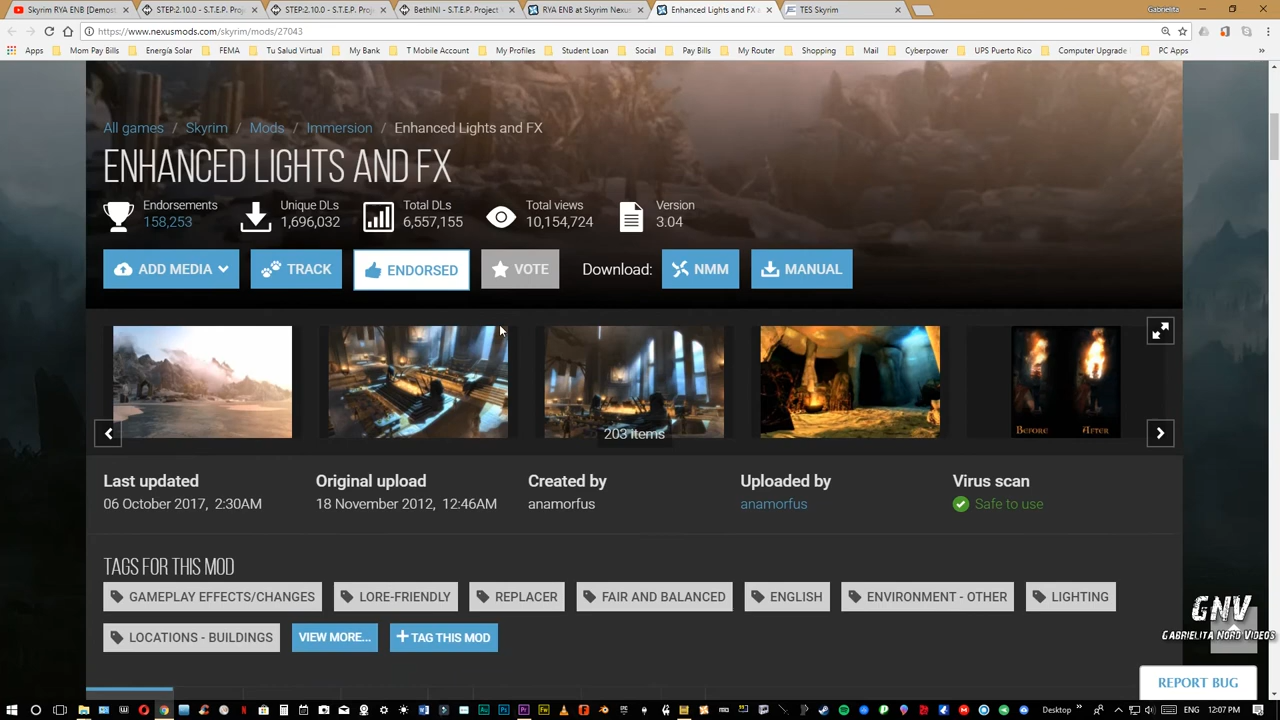 Skyrim RYA ENB [Demost
STEP:2.10.0 - S.T.E.P. Projec
STEP:2.10.0 - S.T.E.P. Projec
BethINI - S.T.E.P. Project
RYA ENB at Skyrim Nexus
Enhanced Lights and FX a
TES Skyrim
Gabrielita
https://www.nexusmods.com/skyrim/mods/27043
Apps Mom Pay Bills Energía Solar FEMA Tu Salud Virtual My Bank T Mobile Account My Profiles Student Loan Social Pay Bill My Router Shopping Mail Cyberpower UPS Puerto Rico Computer Upgrade PC Apps
All games / Skyrim / Mods / Immersion / Enhanced Lights and FX
ENHANCED LIGHTS AND FX
Endorsements Unique DLs Total DLs Total views Version
158,253 1,696,032 6,557,155 10,154,724 3.04
ADD MEDIA TRACK ENDORSED VOTE Download: NMM MANUAL
BEFORE AFTER
203 items
Last updated Original upload Created by Uploaded by Virus scan
06 October 2017, 2:30AM 18 November 2012, 12:46AM anamorfus anamorfus Safe to use
TAGS FOR THIS MOD
GAMEPLAY EFFECTS/CHANGES LORE-FRIENDLY REPLACER FAIR AND BALANCED ENGLISH ENVIRONMENT - OTHER LIGHTING
LOCATIONS - BUILDINGS VIEW MORE... TAG THIS MOD
GNV
GABRIELITA NORD VIDEOS
REPORT BUG
Desktop 12:07 PM